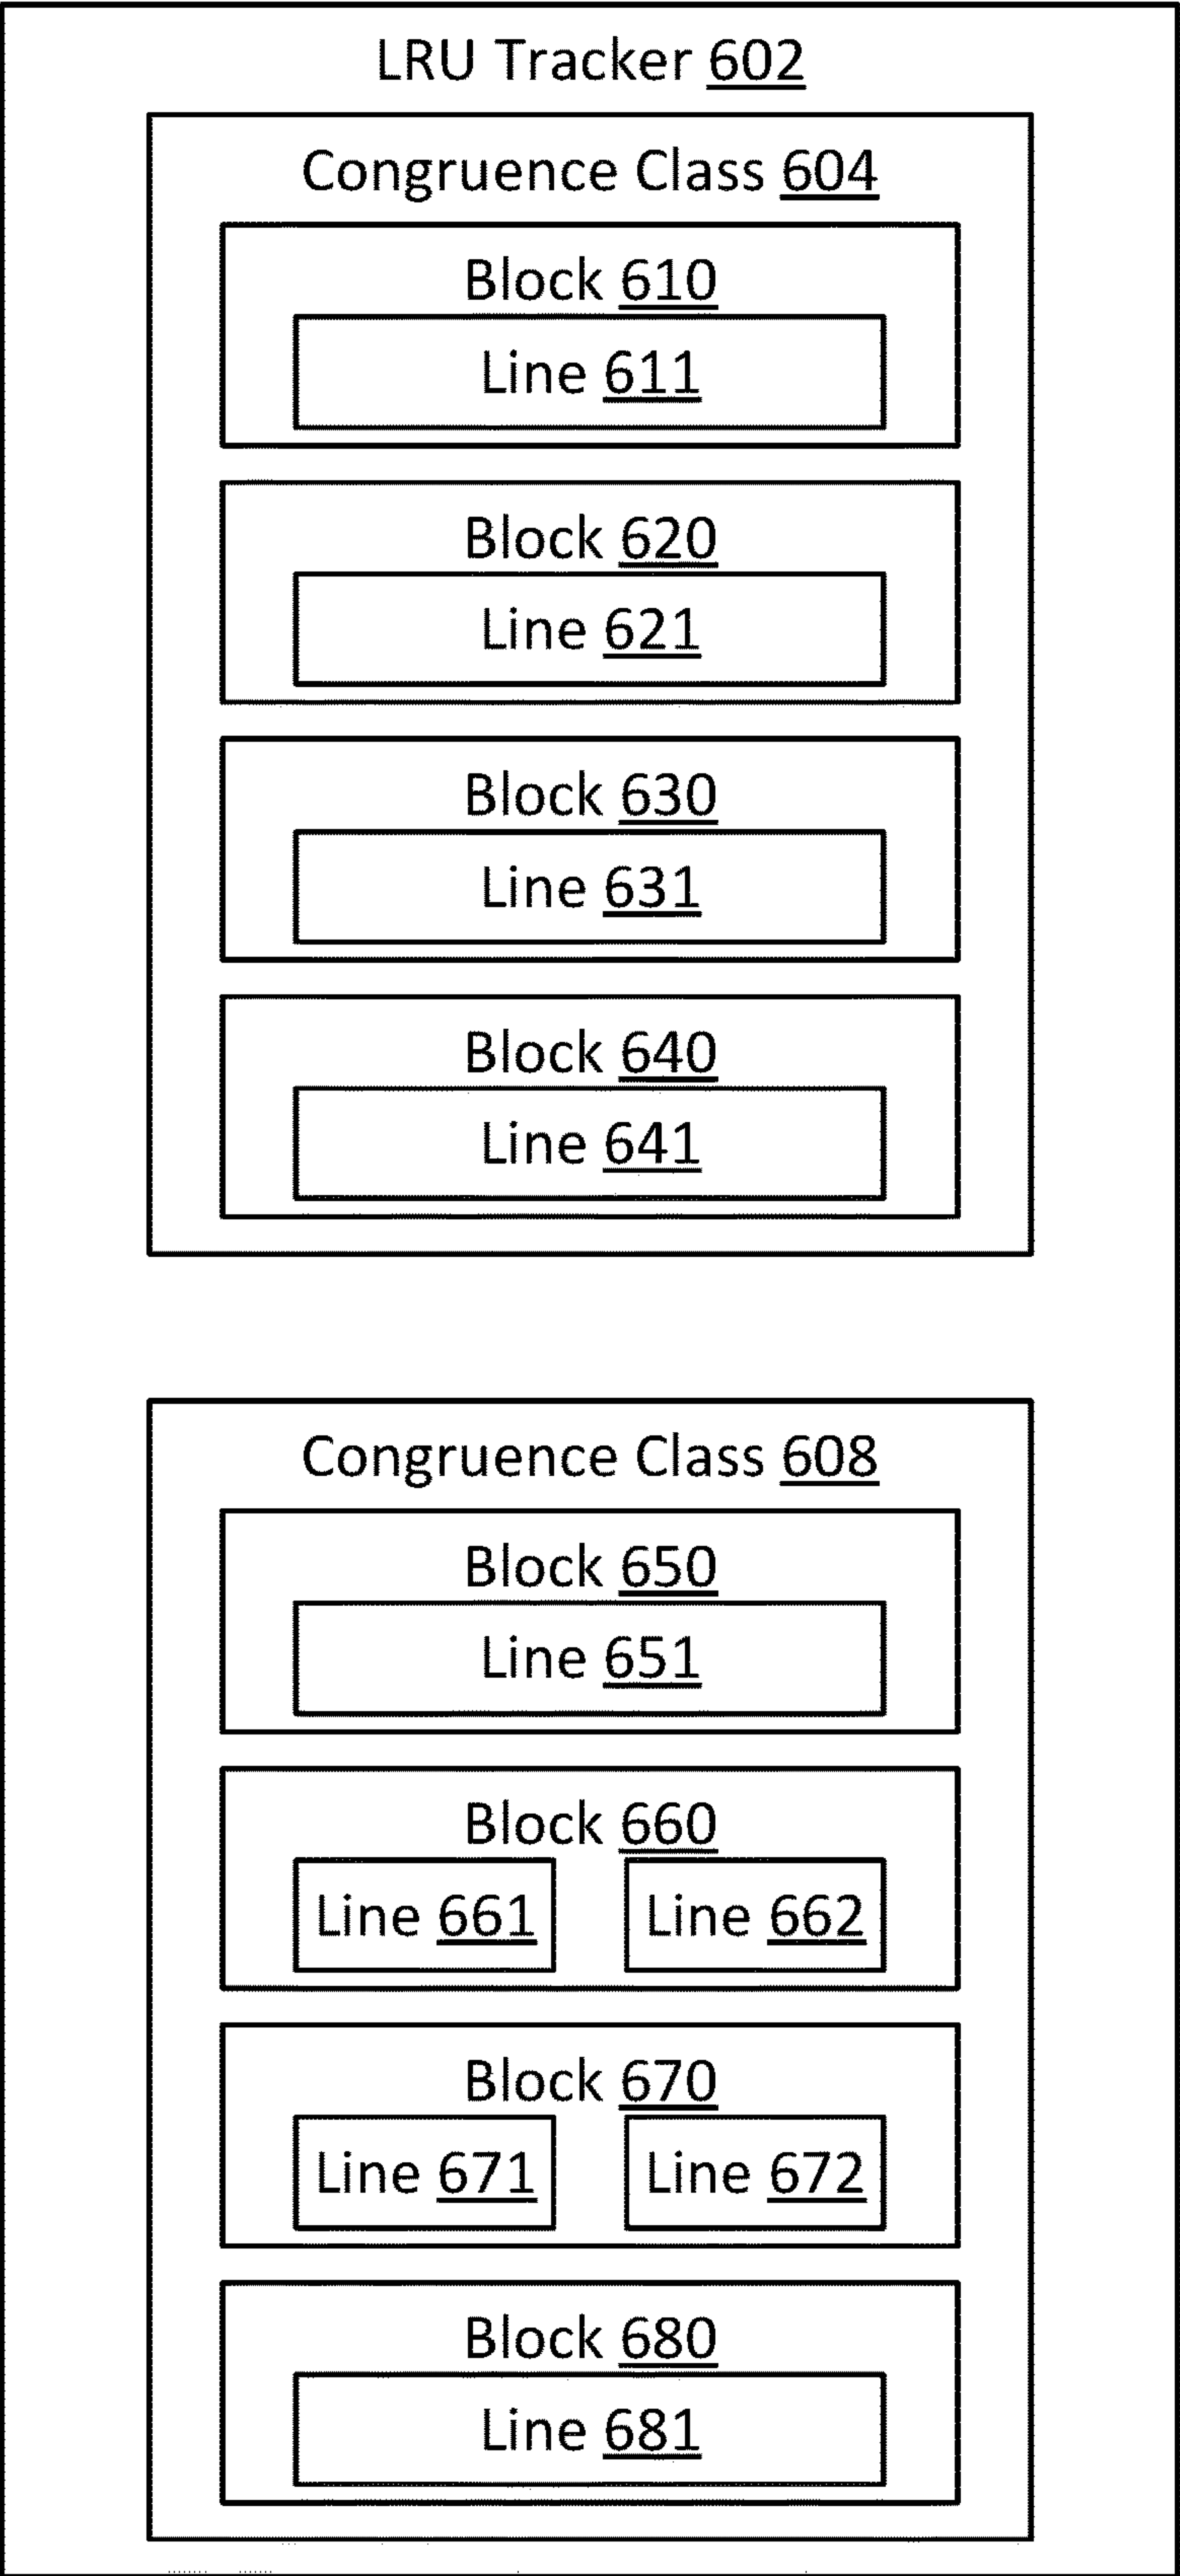 LRU Tracker 602
Congruence Class 604
Block 610
Line 611
Block 620
Line 621
Block 630
Line 631
Block 640
Line 641
Congruence Class 608
Block 650
Line 651
Block 660
Line 661 Line 662
Block 670
Line 671 Line 672
Block 680
Line 681